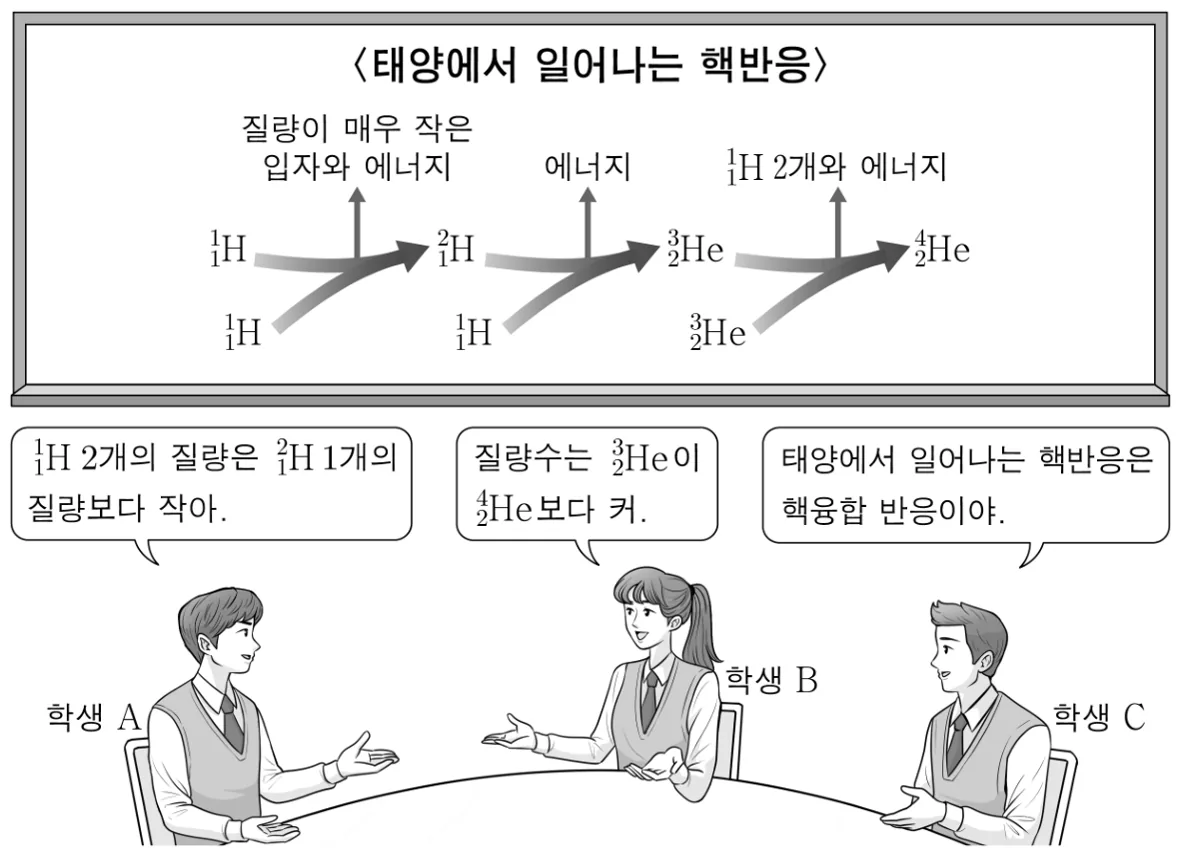 〈태양에서 일어나는 핵반응〉
질량이 매우 작은
입자와 에너지
에너지
¹₁H 2개와 에너지
¹₁H
²₁H
³₂He
⁴₂He
¹₁H
¹₁H
³₂He
¹₁H 2개의 질량은 ²₁H 1개의
질량보다 작아.
질량수는 ³₂He이
⁴₂He보다 커.
태양에서 일어나는 핵반응은
핵융합 반응이야.
학생 A
학생 B
학생 C